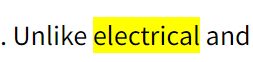 . Unlike electrical and